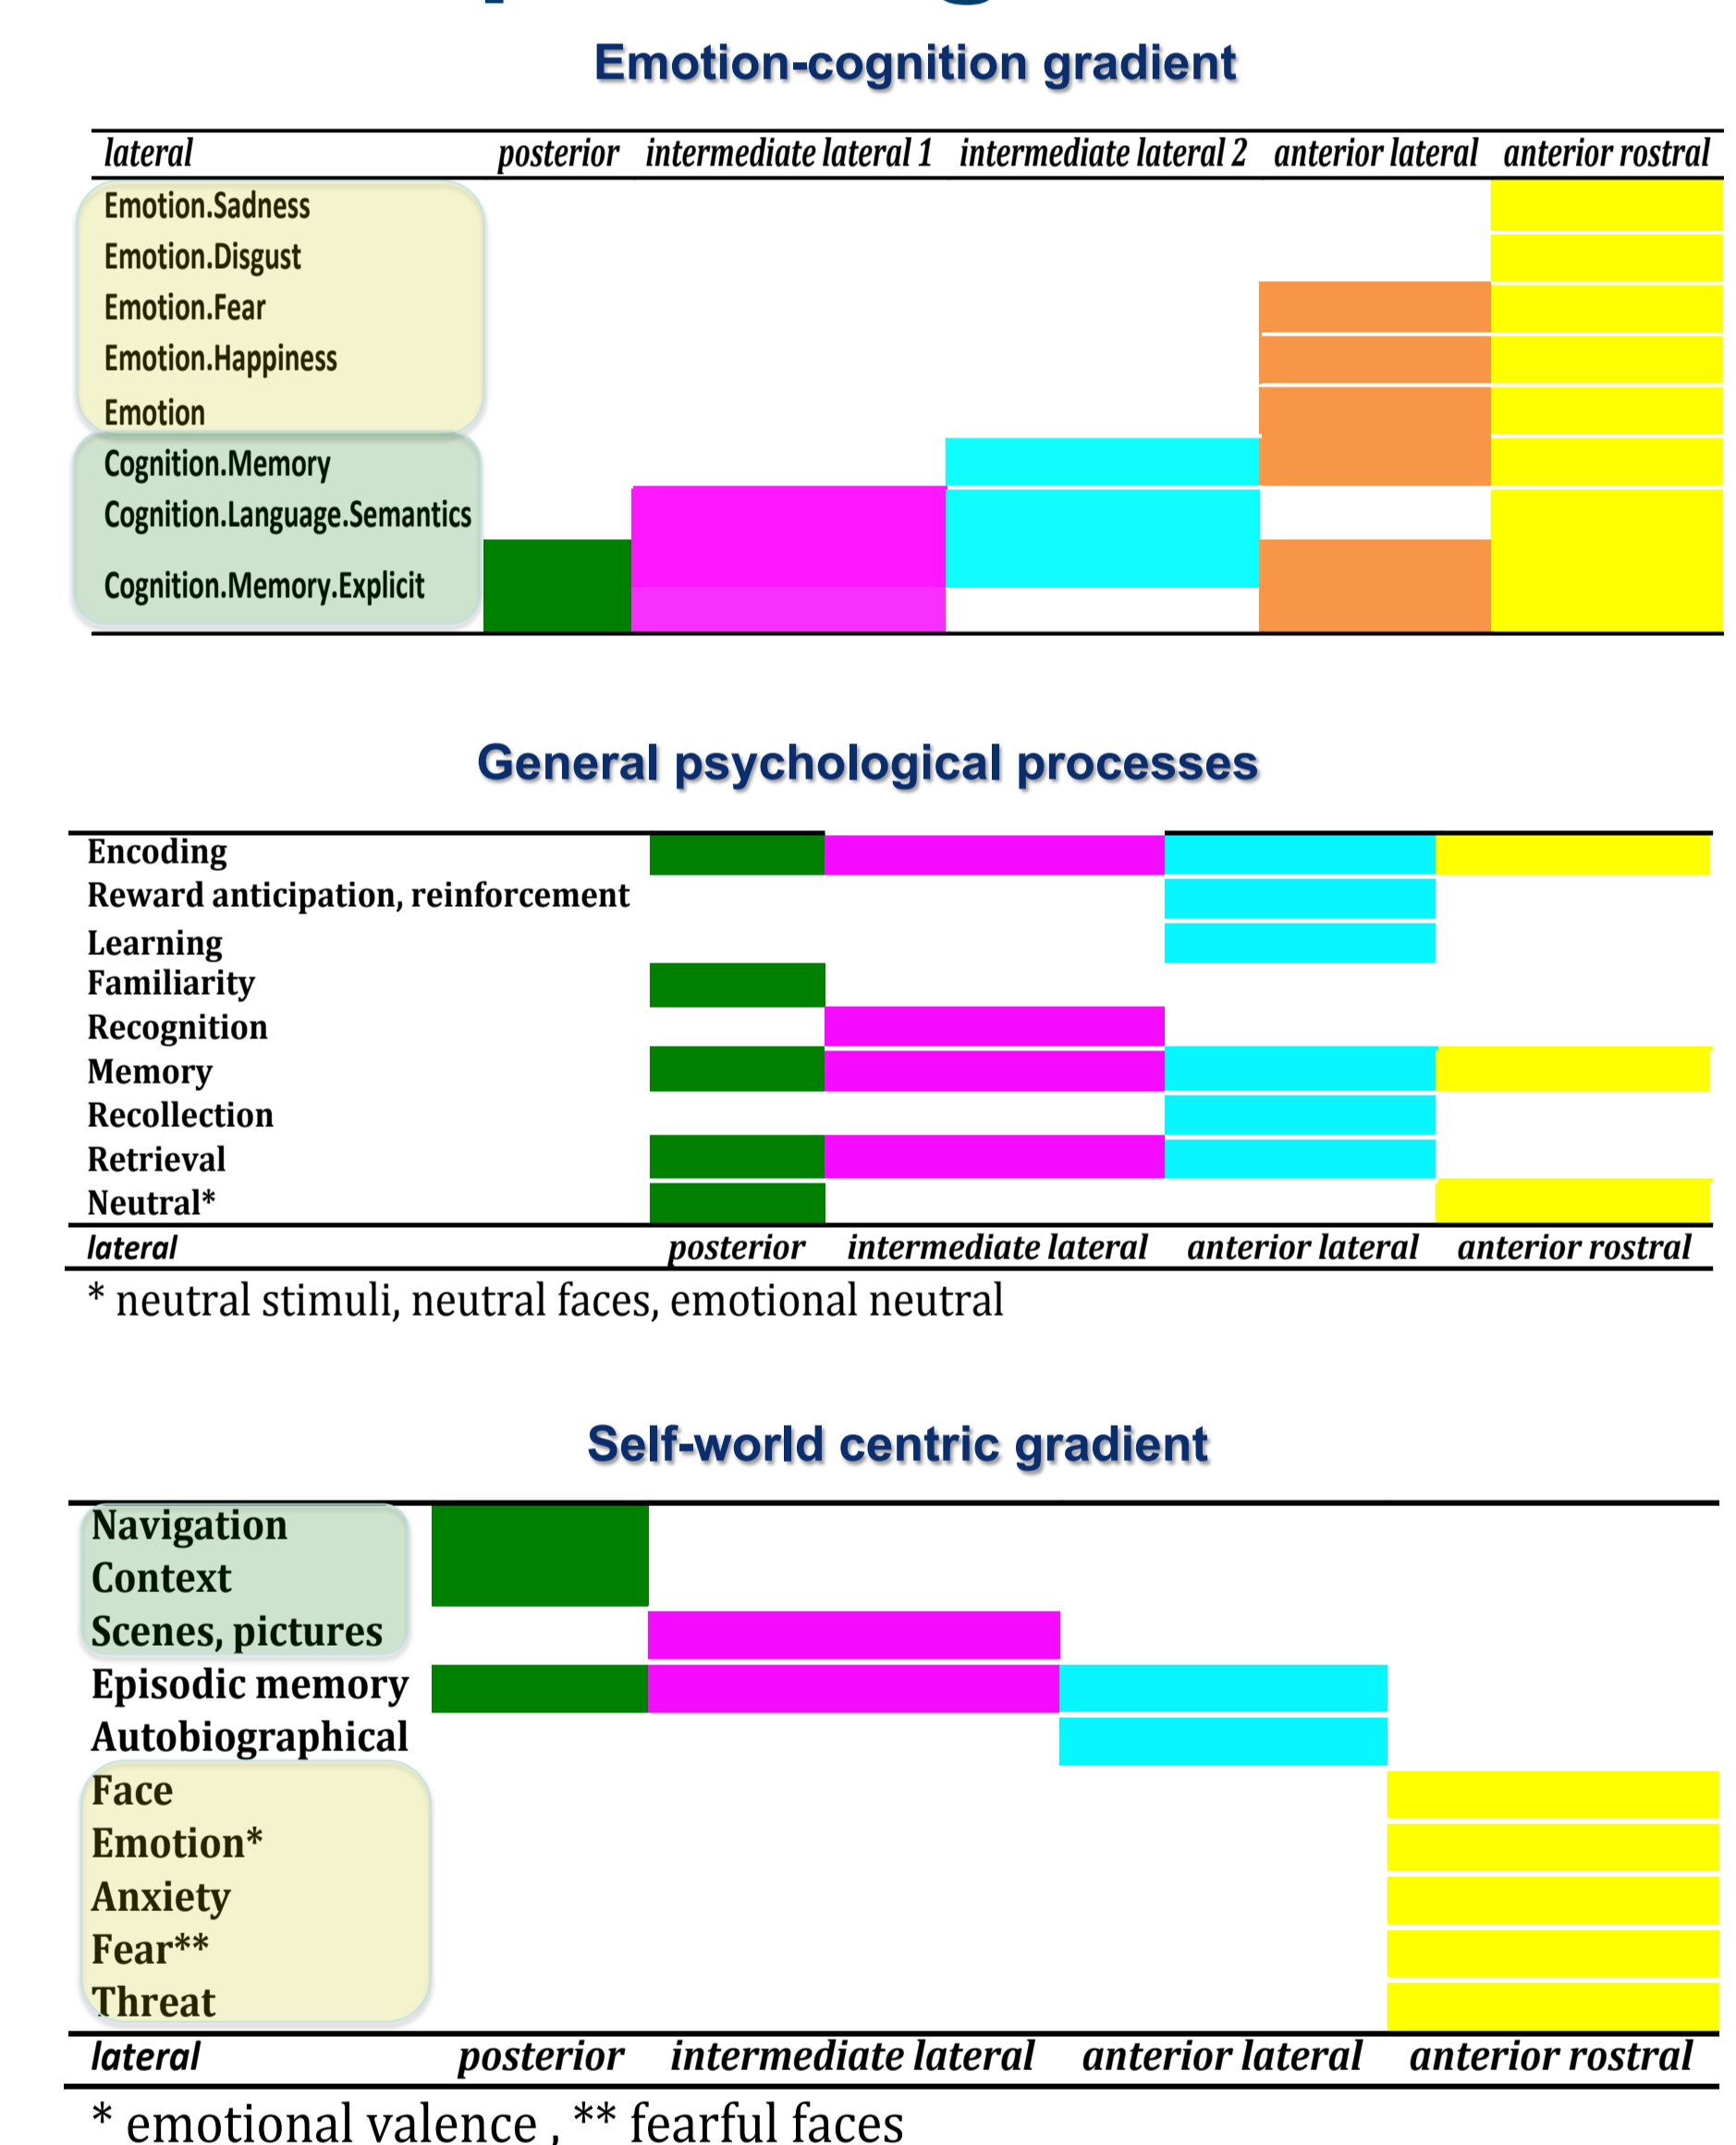 Emotion-cognition gradient
lateral posterior intermediate lateral 1 intermediate lateral 2 anterior lateral anterior rostral
Emotion.Sadness
Emotion.Disgust
Emotion.Fear
Emotion.Happiness
Emotion
Cognition.Memory
Cognition.Language.Semantics
Cognition.Memory.Explicit
General psychological processes
Encoding
Reward anticipation, reinforcement
Learning
Familiarity
Recognition
Memory
Recollection
Retrieval
Neutral*
lateral posterior intermediate lateral anterior lateral anterior rostral
* neutral stimuli, neutral faces, emotional neutral
Self-world centric gradient
Navigation
Context
Scenes, pictures
Episodic memory
Autobiographical
Face
Emotion*
Anxiety
Fear**
Threat
lateral posterior intermediate lateral anterior lateral anterior rostral
* emotional valence , ** fearful faces